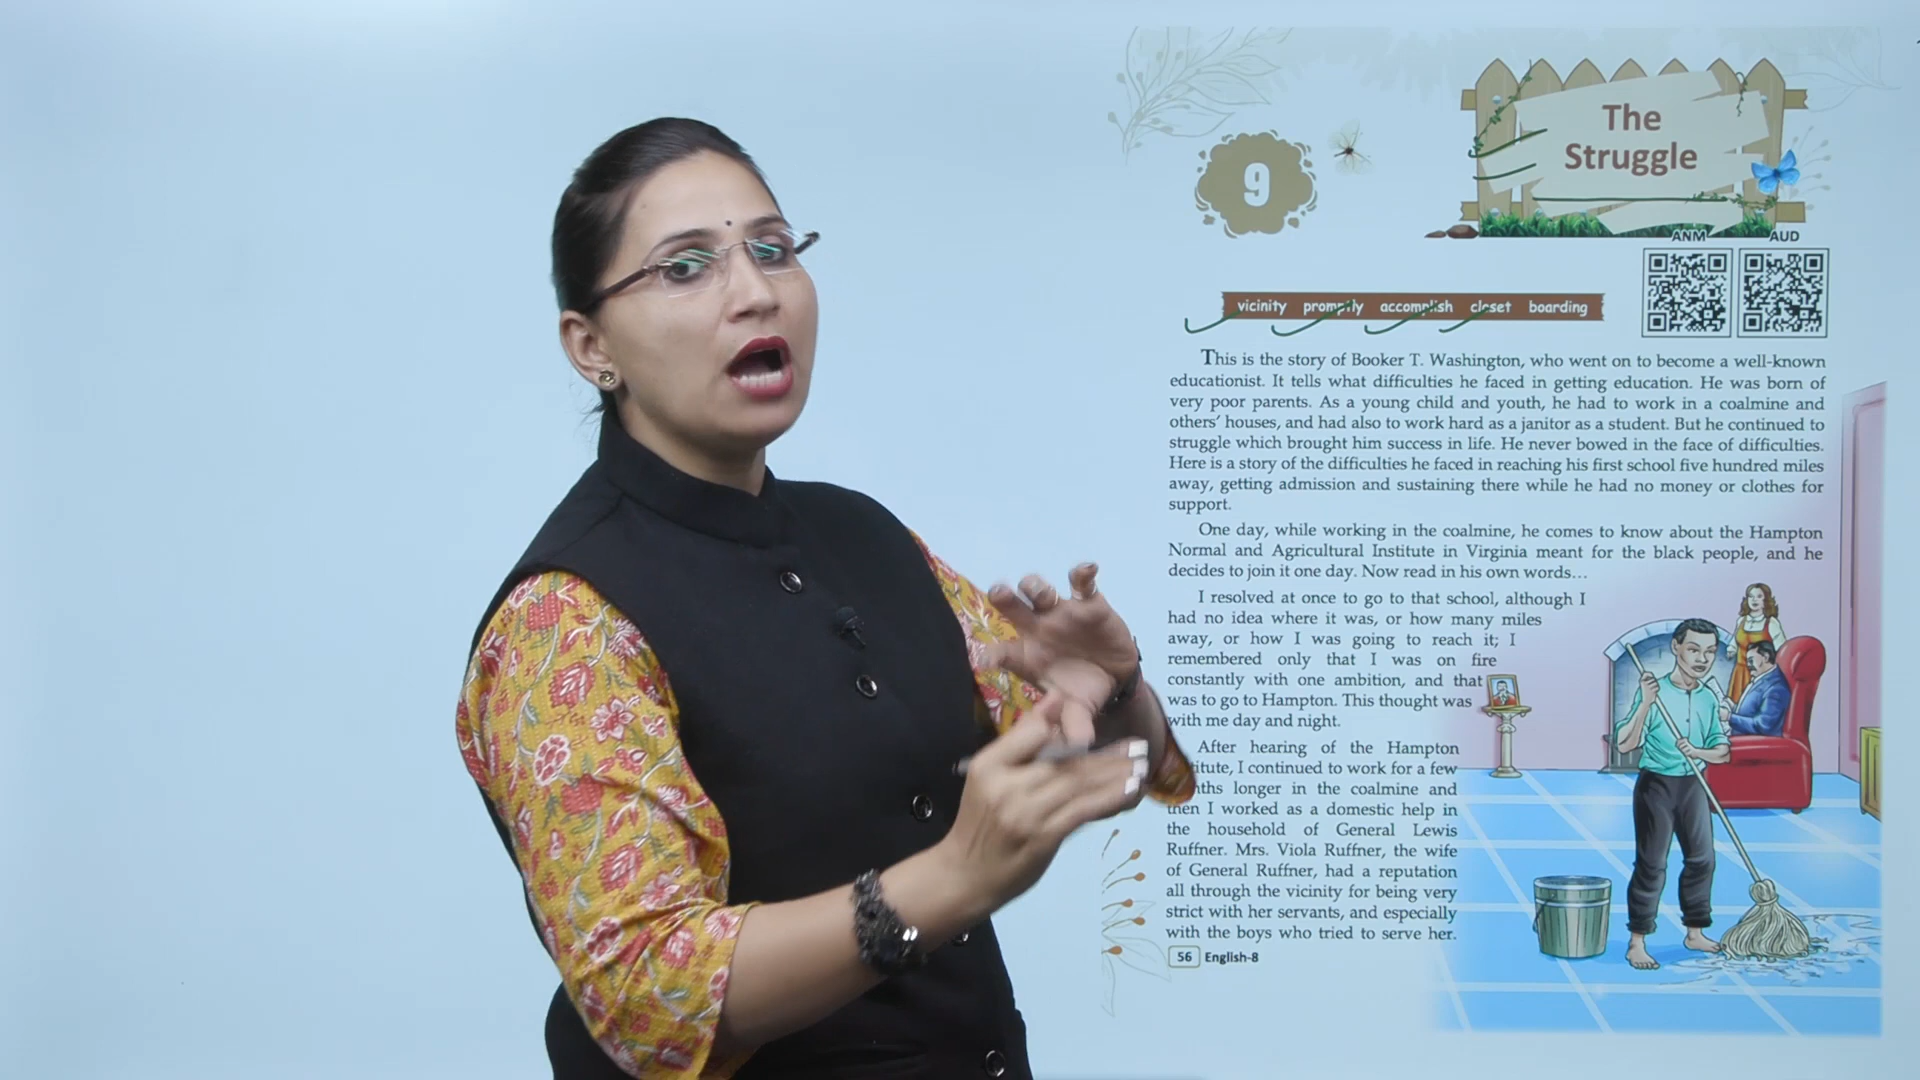 The
Struggle
9
ANM AUD
vicinity promptly accomplish closet boarding
This is the story of Booker T. Washington, who went on to become a well-known
educationist. It tells what difficulties he faced in getting education. He was born of
very poor parents. As a young child and youth, he had to work in a coalmine and
others' houses, and had also to work hard as a janitor as a student. But he continued to
struggle which brought him success in life. He never bowed in the face of difficulties.
Here is a story of the difficulties he faced in reaching his first school five hundred miles
away, getting admission and sustaining there while he had no money or clothes for
support.
One day, while working in the coalmine, he comes to know about the Hampton
Normal and Agricultural Institute in Virginia meant for the black people, and he
decides to join it one day. Now read in his own words...
I resolved at once to go to that school, although I
had no idea where it was, or how many miles
away, or how I was going to reach it; I
remembered only that I was on fire
constantly with one ambition, and that
was to go to Hampton. This thought was
with me day and night.
After hearing of the Hampton
itute, I continued to work for a few
ths longer in the coalmine and
then I worked as a domestic help in
the household of General Lewis
Ruffner. Mrs. Viola Ruffner, the wife
of General Ruffner, had a reputation
all through the vicinity for being very
strict with her servants, and especially
with the boys who tried to serve her.
56 English-8